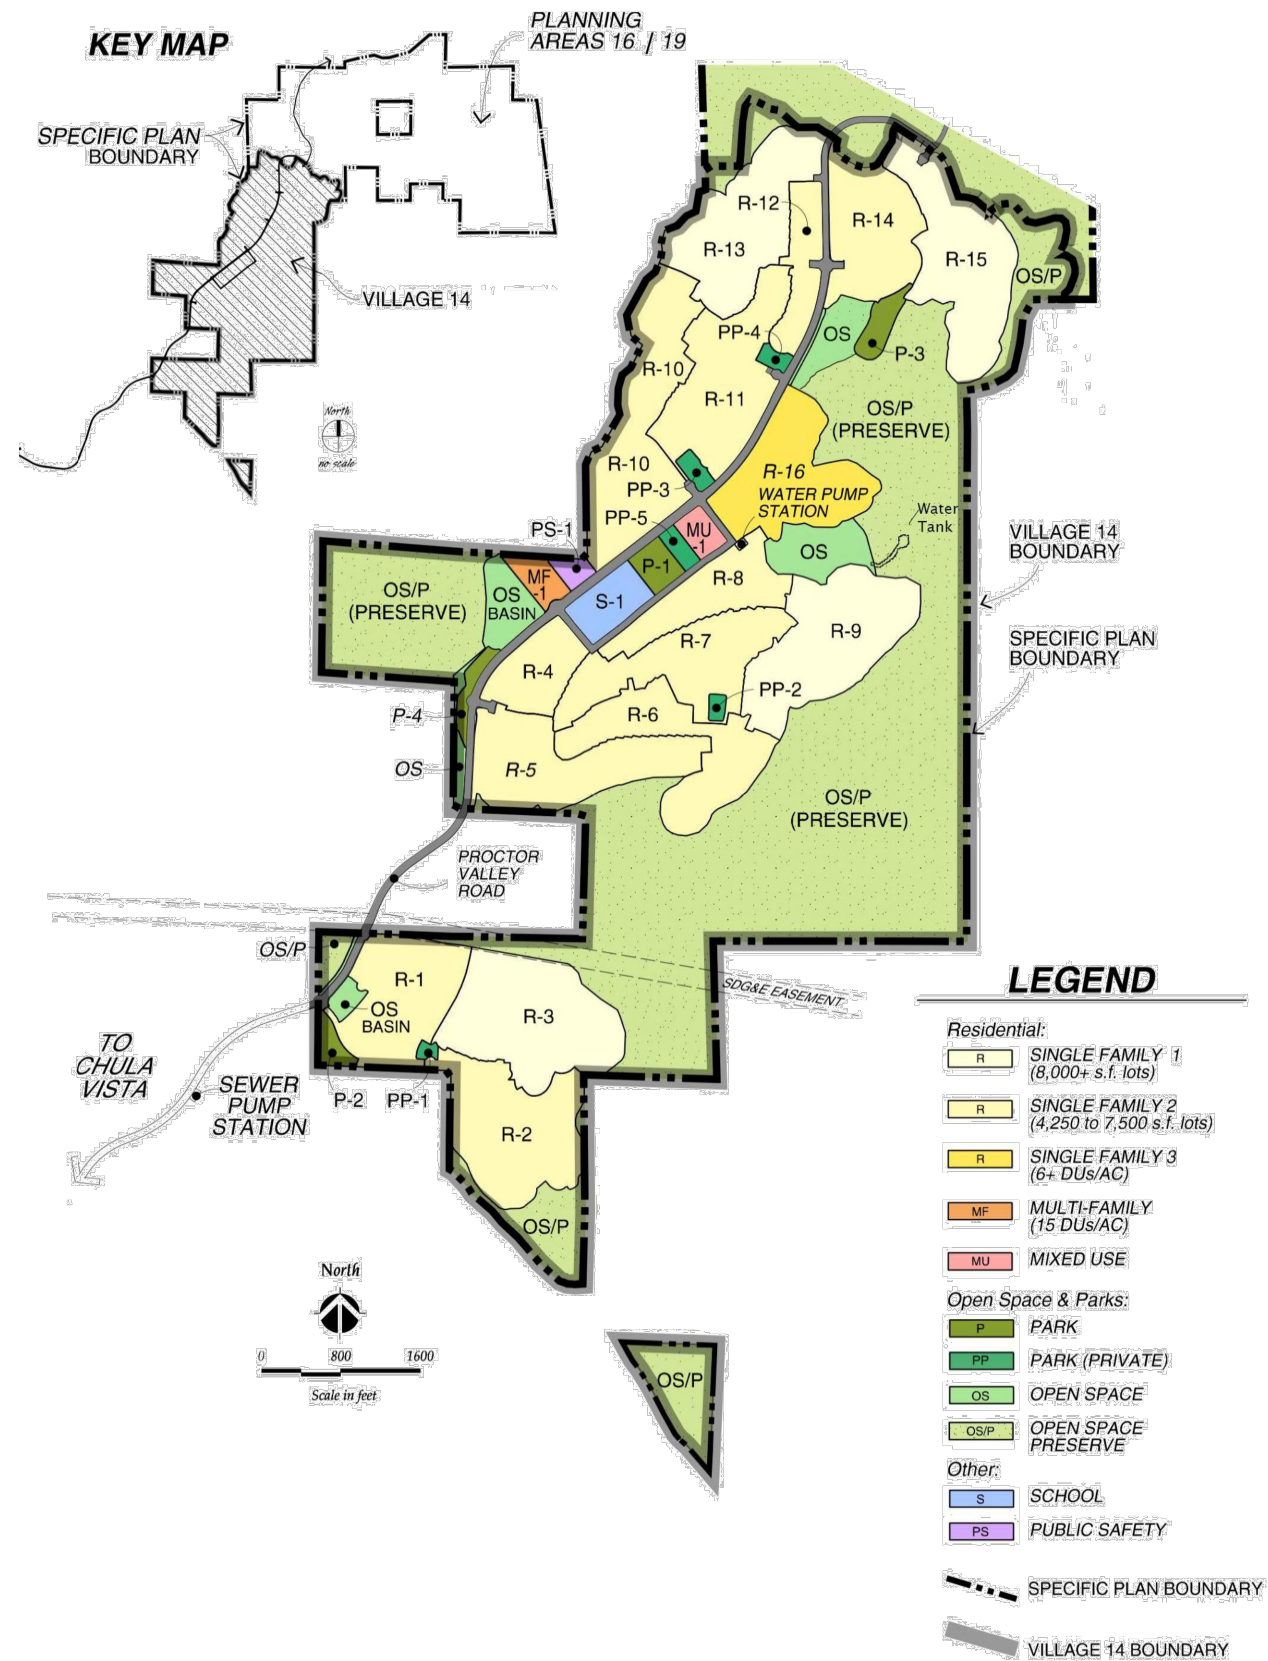 KEY MAP
PLANNING
AREAS 16 / 19
SPECIFIC PLAN
BOUNDARY
VILLAGE 14
North
no scale
R-12
R-14
R-13
R-15
OS/P
PP-4
OS
P-3
R-10
R-11
OS/P
(PRESERVE)
R-10
R-16
PP-3
WATER PUMP
STATION
Water
Tank
PP-5
MU
-1
PS-1
OS
VILLAGE 14
BOUNDARY
P-1
MF
-1
R-8
OS/P
(PRESERVE)
OS
BASIN
S-1
R-9
R-7
SPECIFIC PLAN
BOUNDARY
R-4
PP-2
P-4
R-6
OS
R-5
OS/P
(PRESERVE)
PROCTOR
VALLEY
ROAD
OS/P
R-1
SDG&E EASEMENT
OS
BASIN
R-3
TO
CHULA
VISTA
SEWER
PUMP
STATION
P-2
PP-1
R-2
OS/P
North
0 800 1600
Scale in feet
OS/P
LEGEND
Residential:
R SINGLE FAMILY 1
(8,000+ s.f. lots)
R SINGLE FAMILY 2
(4,250 to 7,500 s.f. lots)
R SINGLE FAMILY 3
(6+ DUs/AC)
MF MULTI-FAMILY
(15 DUs/AC)
MU MIXED USE
Open Space & Parks:
P PARK
PP PARK (PRIVATE)
OS OPEN SPACE
OS/P OPEN SPACE
PRESERVE
Other:
S SCHOOL
PS PUBLIC SAFETY
SPECIFIC PLAN BOUNDARY
VILLAGE 14 BOUNDARY